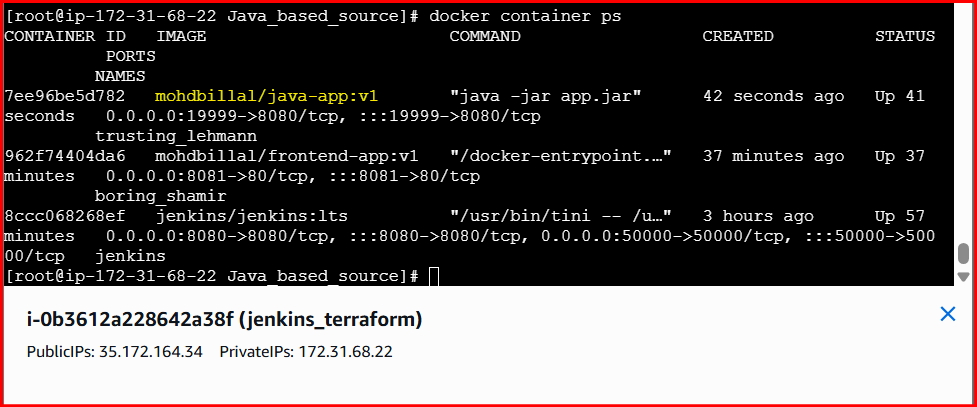 [root@ip-172-31-68-22 Java_based_source]# docker container ps
CONTAINER ID   IMAGE                        COMMAND                  CREATED          STATUS
          PORTS
         NAMES
7ee96be5d782   mohdbillal/java-app:v1       "java -jar app.jar"      42 seconds ago   Up 41
seconds   0.0.0.0:19999->8080/tcp, :::19999->8080/tcp
         trusting_lehmann
962f74404da6   mohdbillal/frontend-app:v1   "/docker-entrypoint.…"   37 minutes ago   Up 37
minutes   0.0.0.0:8081->80/tcp, :::8081->80/tcp
         boring_shamir
8ccc068268ef   jenkins/jenkins:lts          "/usr/bin/tini -- /u…"   3 hours ago      Up 57
minutes   0.0.0.0:8080->8080/tcp, :::8080->8080/tcp, 0.0.0.0:50000->50000/tcp, :::50000->500
00/tcp   jenkins
[root@ip-172-31-68-22 Java_based_source]#
i-0b3612a228642a38f (jenkins_terraform)
PublicIPs: 35.172.164.34 PrivateIPs: 172.31.68.22